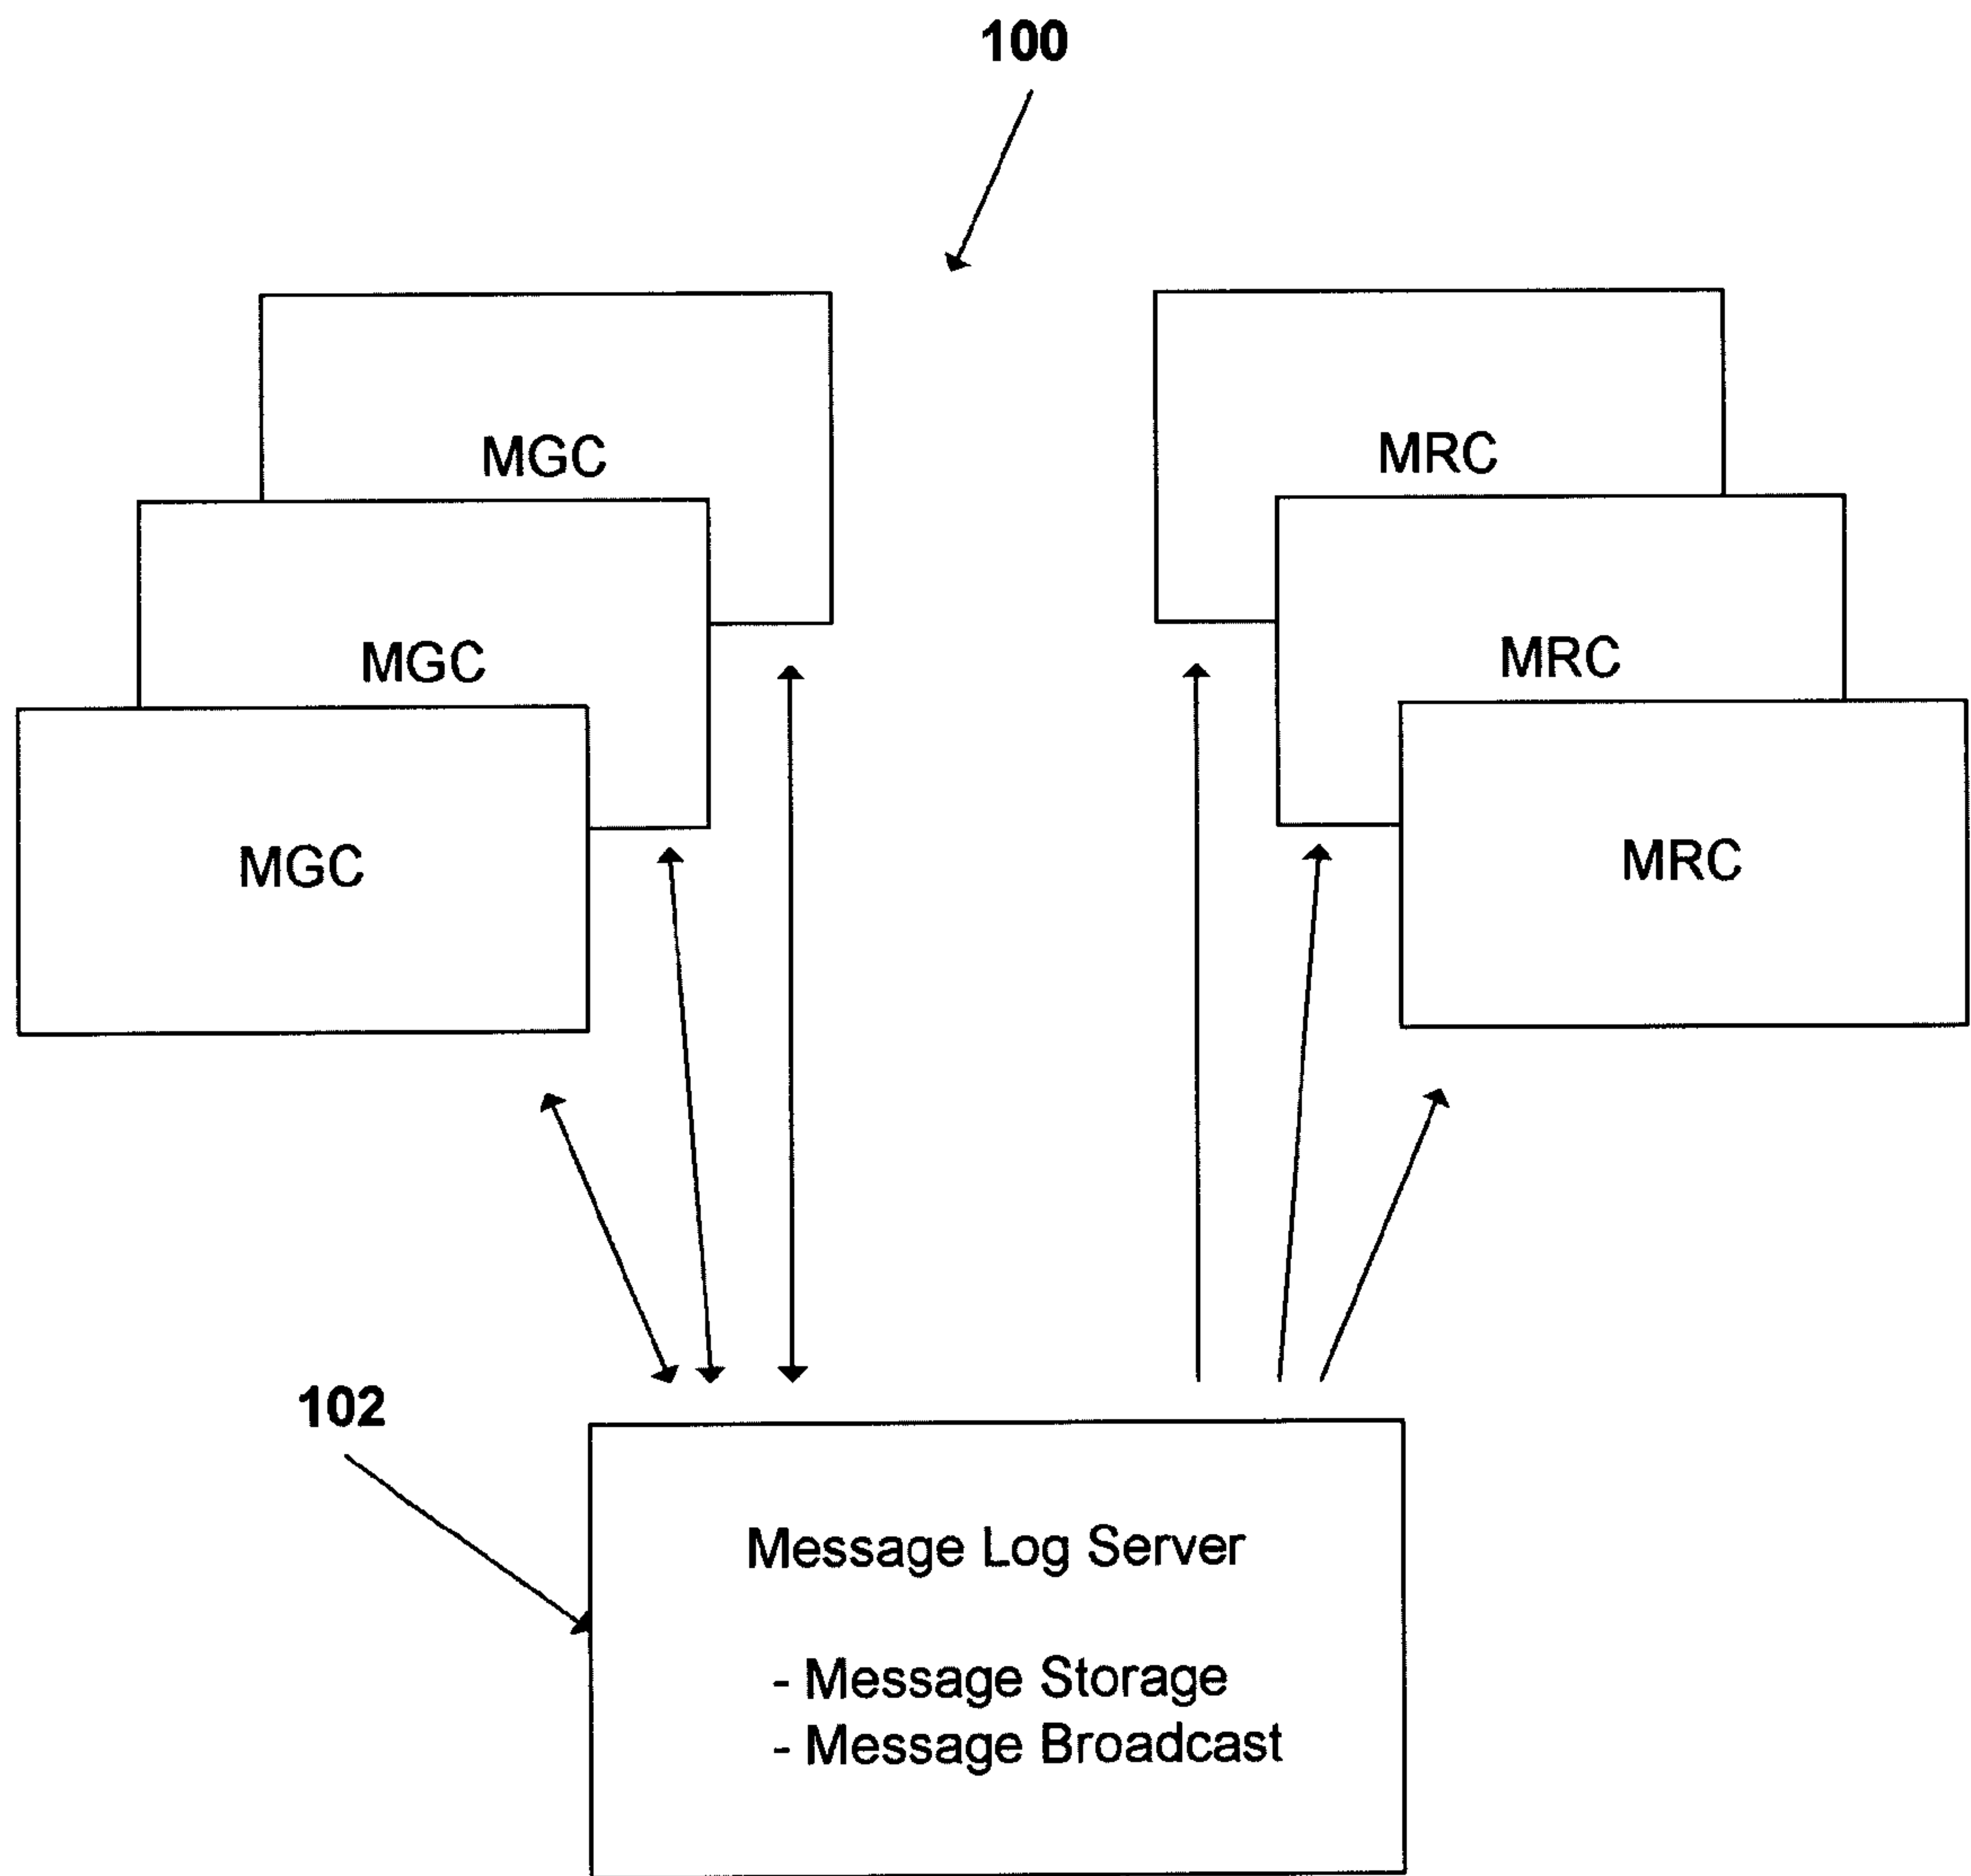 100
MGC
MRC
MGC
MRC
MGC
MRC
102
Message Log Server
- Message Storage
- Message Broadcast